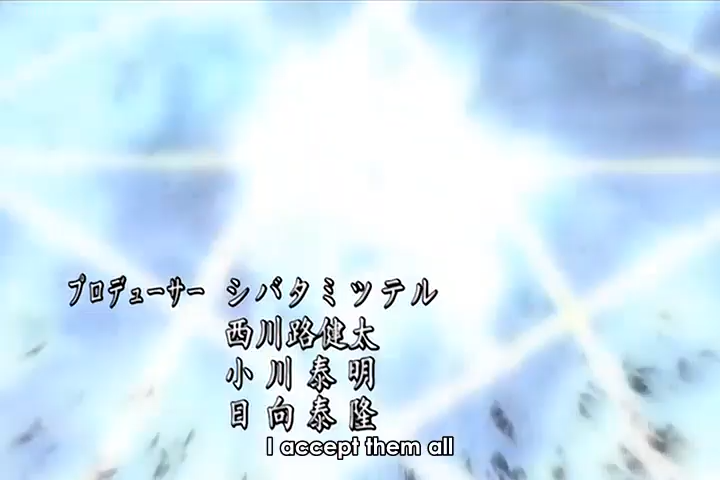 プロデューサー シバタミツテル
西川路健太
小川泰明
日向泰隆
I accept them all